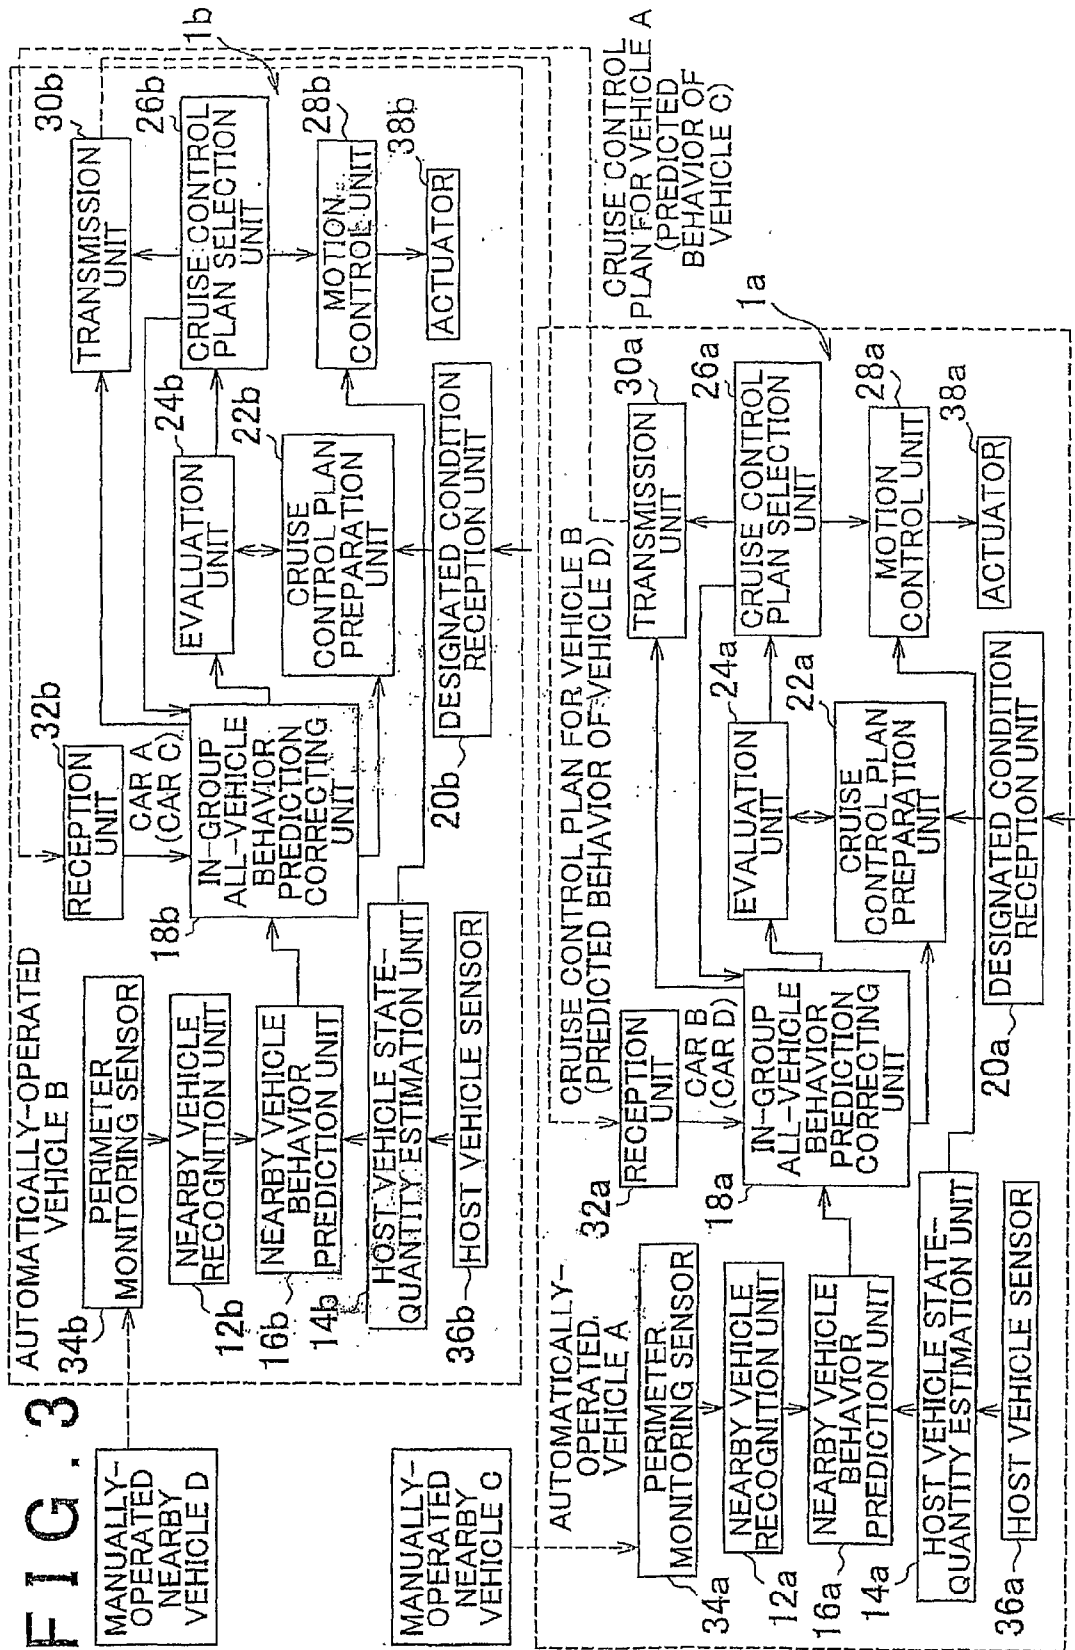 FIG. 3
MANUALLY-
OPERATED
NEARBY
VEHICLE D
MANUALLY-
OPERATED
NEARBY
VEHICLE C
AUTOMATICALLY-OPERATED
VEHICLE B
34b
PERIMETER
MONITORING SENSOR
12b
NEARBY VEHICLE
RECOGNITION UNIT
16b
NEARBY VEHICLE
BEHAVIOR
PREDICTION UNIT
14b
HOST VEHICLE STATE-
QUANTITY ESTIMATION UNIT
36b
HOST VEHICLE SENSOR
32b
RECEPTION
UNIT
CAR A
(CAR C)
18b
IN-GROUP
ALL-VEHICLE
BEHAVIOR
PREDICTION
CORRECTING
UNIT
24b
EVALUATION
UNIT
22b
CRUISE
CONTROL PLAN
PREPARATION
UNIT
20b
DESIGNATED CONDITION
RECEPTION UNIT
30b
TRANSMISSION
UNIT
26b
CRUISE CONTROL
PLAN SELECTION
UNIT
28b
MOTION
CONTROL UNIT
38b
ACTUATOR
1b
CRUISE CONTROL
PLAN FOR VEHICLE A
(PREDICTED
BEHAVIOR OF
VEHICLE C)
CRUISE CONTROL PLAN FOR VEHICLE B
(PREDICTED BEHAVIOR OF VEHICLE D)
AUTOMATICALLY-
OPERATED
VEHICLE A
34a
PERIMETER
MONITORING SENSOR
12a
NEARBY VEHICLE
RECOGNITION UNIT
16a
NEARBY VEHICLE
BEHAVIOR
PREDICTION UNIT
14a
HOST VEHICLE STATE-
QUANTITY ESTIMATION UNIT
36a
HOST VEHICLE SENSOR
32a
RECEPTION
UNIT
CAR B
(CAR D)
18a
IN-GROUP
ALL-VEHICLE
BEHAVIOR
PREDICTION
CORRECTING
UNIT
24a
EVALUATION
UNIT
22a
CRUISE
CONTROL PLAN
PREPARATION
UNIT
20a
DESIGNATED CONDITION
RECEPTION UNIT
30a
TRANSMISSION
UNIT
26a
CRUISE CONTROL
PLAN SELECTION
UNIT
28a
MOTION
CONTROL UNIT
38a
ACTUATOR
1a